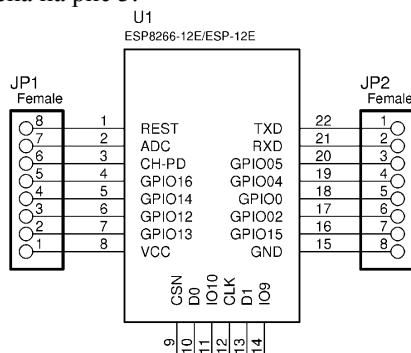 на рис 3.
U1
ESP8266-12E/ESP-12E
JP1
Female
JP2
Female
8 1 REST TXD 22 1
7 2 ADC RXD 21 2
6 3 CH-PD GPIO05 20 3
5 4 GPIO16 GPIO04 19 4
4 5 GPIO14 GPIO0 18 5
3 6 GPIO12 GPIO02 17 6
2 7 GPIO13 GPIO15 16 7
1 8 VCC GND 15 8
CSN D0 IO10 CLK D1 IO9
9 10 11 12 13 14